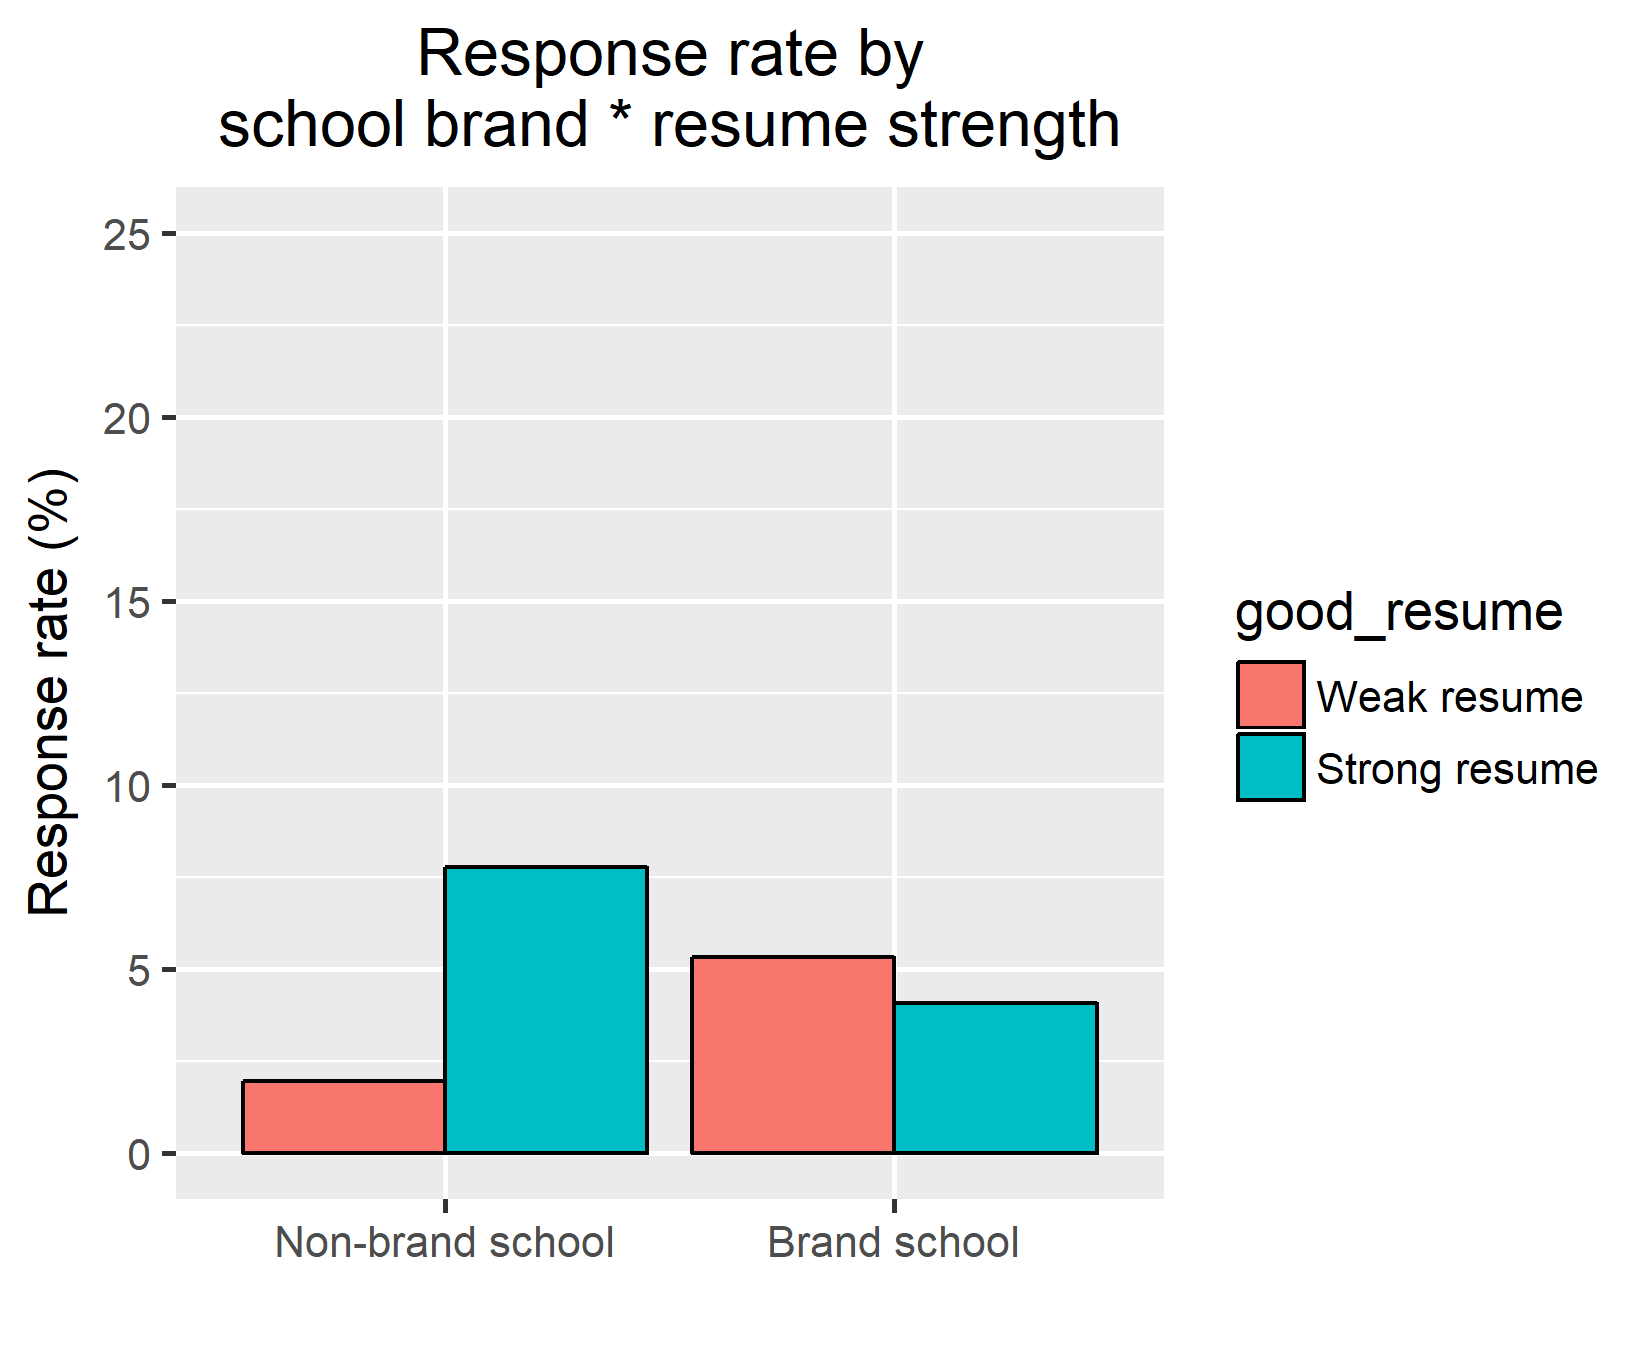 Response rate by
school brand * resume strength
Response rate (%)
25
20
15
10
5
0
Non-brand school
Brand school
good_resume
Weak resume
Strong resume